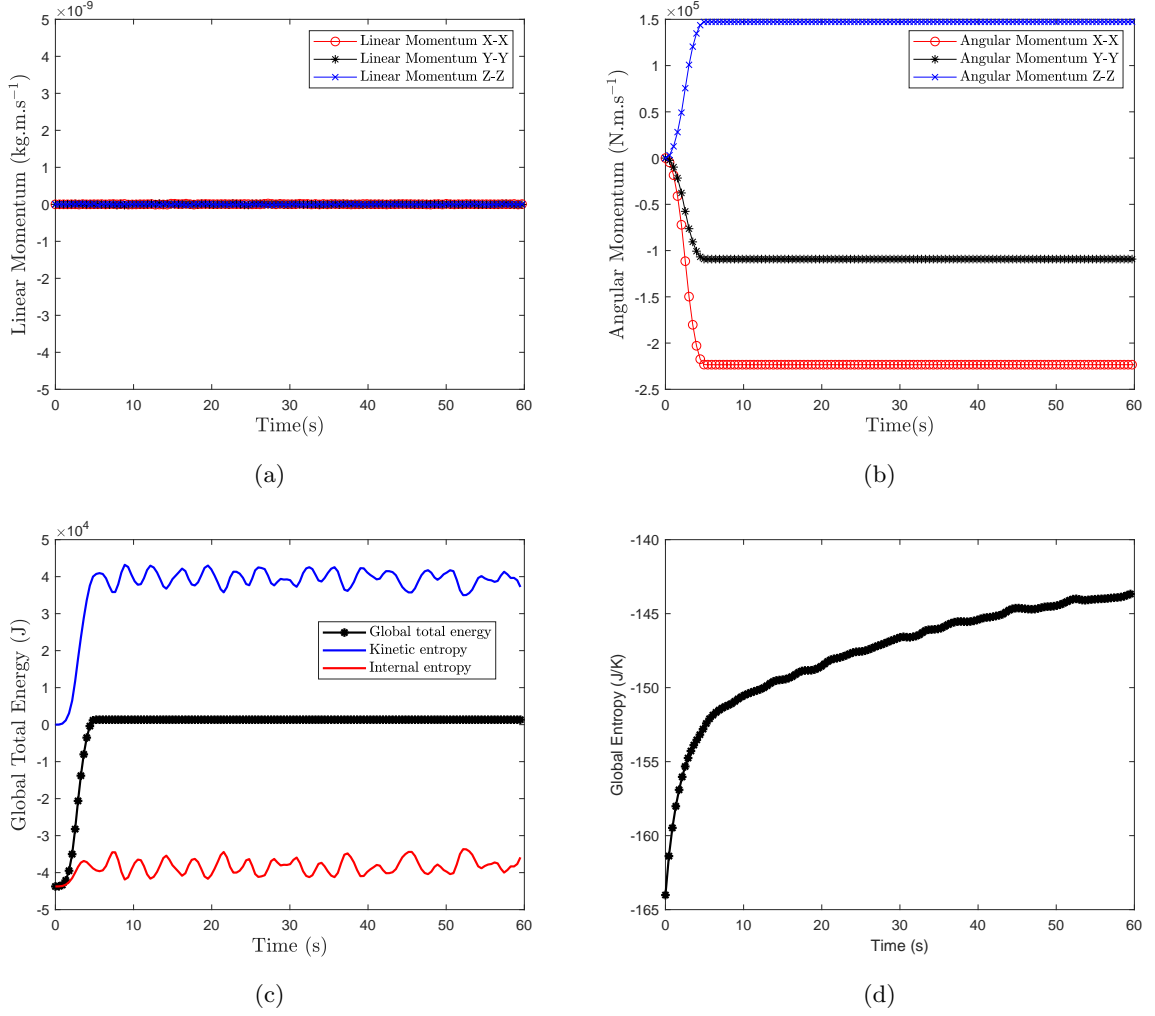 ×10⁻⁹
5
4
3
2
1
0
-1
-2
-3
-4
-5
0 10 20 30 40 50 60
Linear Momentum (kg.m.s⁻¹)
Time(s)
Linear Momentum X-X
Linear Momentum Y-Y
Linear Momentum Z-Z
(a)
×10⁵
1.5
1
0.5
0
-0.5
-1
-1.5
-2
-2.5
0 10 20 30 40 50 60
Angular Momentum (N.m.s⁻¹)
Time(s)
Angular Momentum X-X
Angular Momentum Y-Y
Angular Momentum Z-Z
(b)
×10⁴
5
4
3
2
1
0
-1
-2
-3
-4
-5
0 10 20 30 40 50 60
Global Total Energy (J)
Time (s)
Global total energy
Kinetic entropy
Internal entropy
(c)
-140
-145
-150
-155
-160
-165
0 10 20 30 40 50 60
Global Entropy (J/K)
Time (s)
(d)